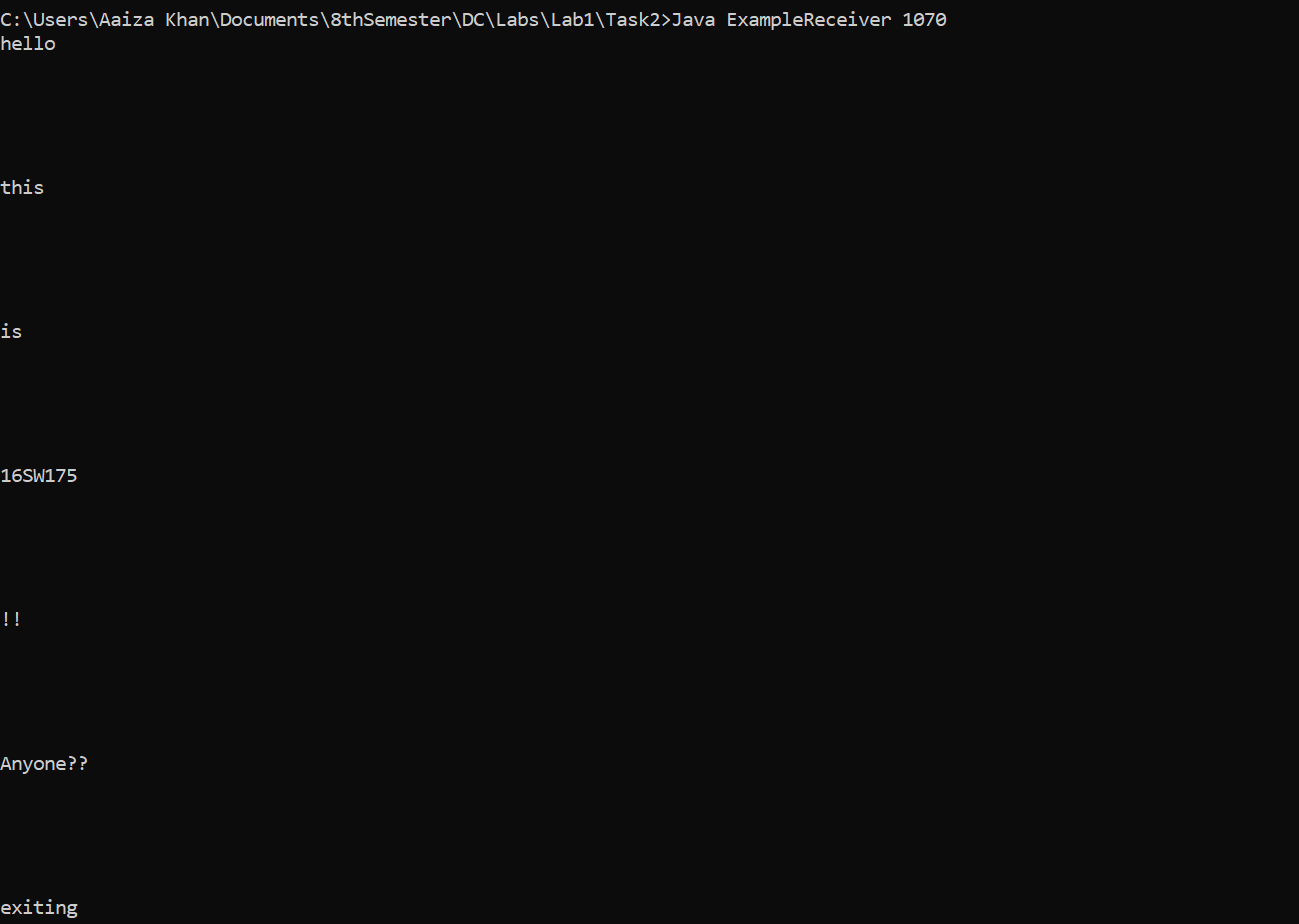 C:\Users\Aaiza Khan\Documents\8thSemester\DC\Labs\Lab1\Task2>Java ExampleReceiver 1070
hello
this
is
16SW175
!!
Anyone??
exiting